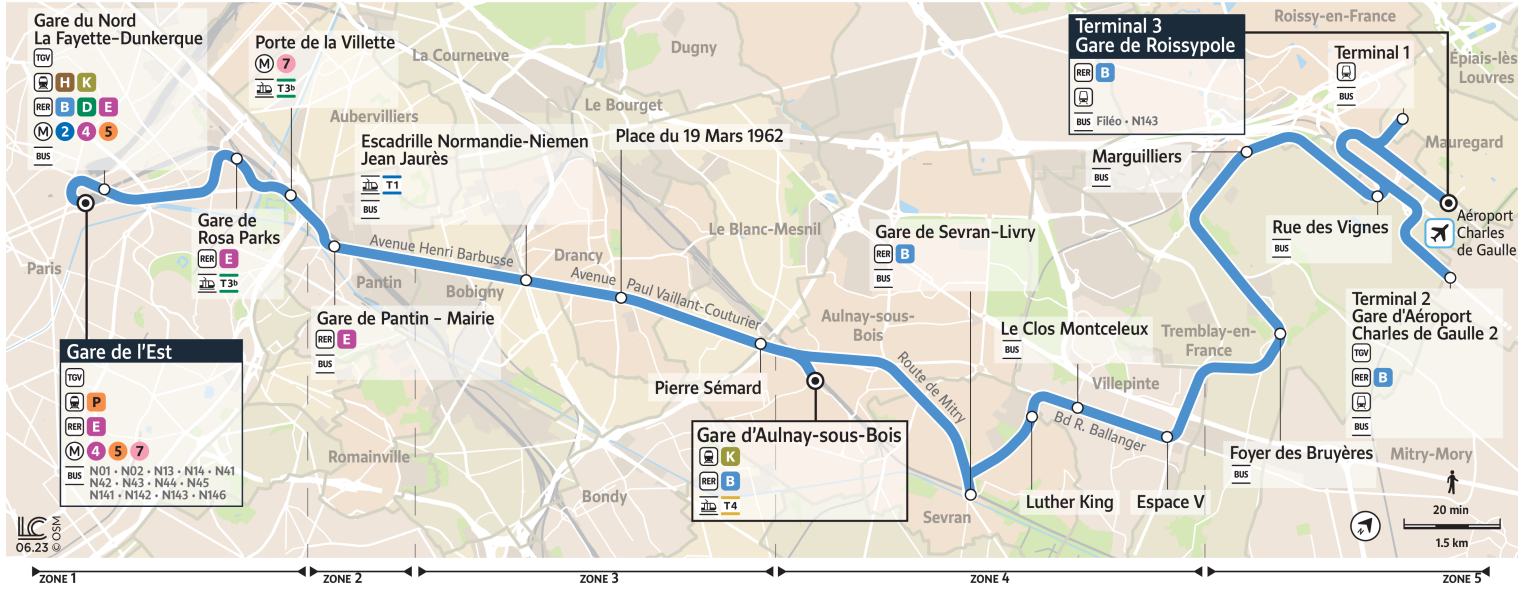 Gare du Nord
La Fayette–Dunkerque
TGV
H K
RER B D E
M 2 4 5
BUS
Porte de la Villette
M 7
T3b
La Courneuve
Dugny
Le Bourget
Aubervilliers
Escadrille Normandie-Niemen
Jean Jaurès
T1
BUS
Place du 19 Mars 1962
Terminal 3
Gare de Roissypole
RER B
BUS Filéo • N143
Roissy-en-France
Terminal 1
BUS
Épiais-lès
Louvres
Mauregard
Marguilliers
BUS
Paris
Gare de
Rosa Parks
RER E
T3b
Avenue Henri Barbusse
Pantin
Bobigny
Drancy
Avenue Paul Vaillant-Couturier
Le Blanc-Mesnil
Gare de Sevran-Livry
RER B
BUS
Rue des Vignes
BUS
Aéroport
Charles
de Gaulle
Gare de Pantin – Mairie
RER E
BUS
Aulnay-sous-
Bois
Le Clos Montceleux
BUS
Tremblay-en-
France
Terminal 2
Gare d'Aéroport
Charles de Gaulle 2
TGV
RER B
BUS
Gare de l'Est
TGV
P
RER E
M 4 5 7
BUS N01 • N02 • N13 • N14 • N41
N42 • N43 • N44 • N45
N141 • N142 • N143 • N146
Pierre Sémard
Route de Mitry
Villepinte
Bd R. Ballanger
Gare d'Aulnay-sous-Bois
K
RER B
T4
Romainville
Bondy
Sevran
Luther King
Espace V
Foyer des Bruyères
BUS
Mitry-Mory
20 min
1.5 km
LC
06.23 © OSM
ZONE 1
ZONE 2
ZONE 3
ZONE 4
ZONE 5